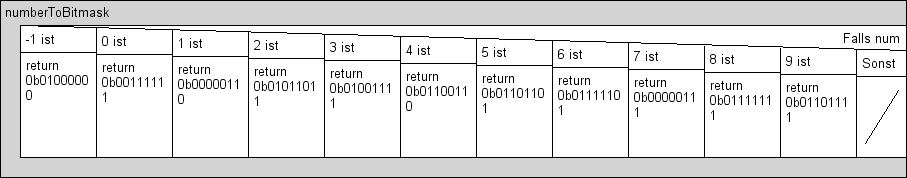 numberToBitmask
Falls num
-1 ist
return
0b0100000
0
0 ist
return
0b0011111
1
1 ist
return
0b0000011
0
2 ist
return
0b0101101
1
3 ist
return
0b0100111
1
4 ist
return
0b0110011
0
5 ist
return
0b0110110
1
6 ist
return
0b0111110
1
7 ist
return
0b0000011
1
8 ist
return
0b0111111
1
9 ist
return
0b0110111
1
Sonst